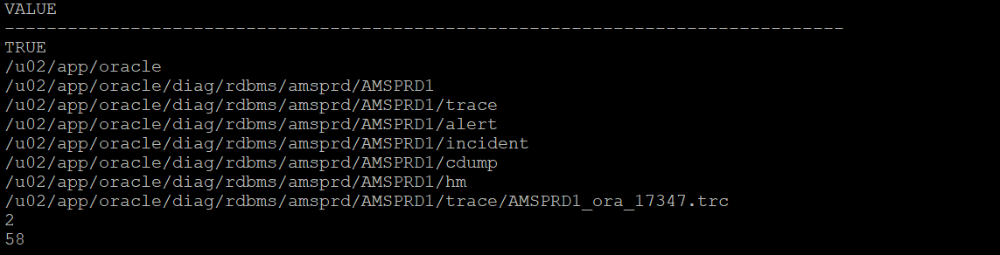 VALUE
--------------------------------------------------------------------------------
TRUE
/u02/app/oracle
/u02/app/oracle/diag/rdbms/amsprd/AMSPRD1
/u02/app/oracle/diag/rdbms/amsprd/AMSPRD1/trace
/u02/app/oracle/diag/rdbms/amsprd/AMSPRD1/alert
/u02/app/oracle/diag/rdbms/amsprd/AMSPRD1/incident
/u02/app/oracle/diag/rdbms/amsprd/AMSPRD1/cdump
/u02/app/oracle/diag/rdbms/amsprd/AMSPRD1/hm
/u02/app/oracle/diag/rdbms/amsprd/AMSPRD1/trace/AMSPRD1_ora_17347.trc
2
58